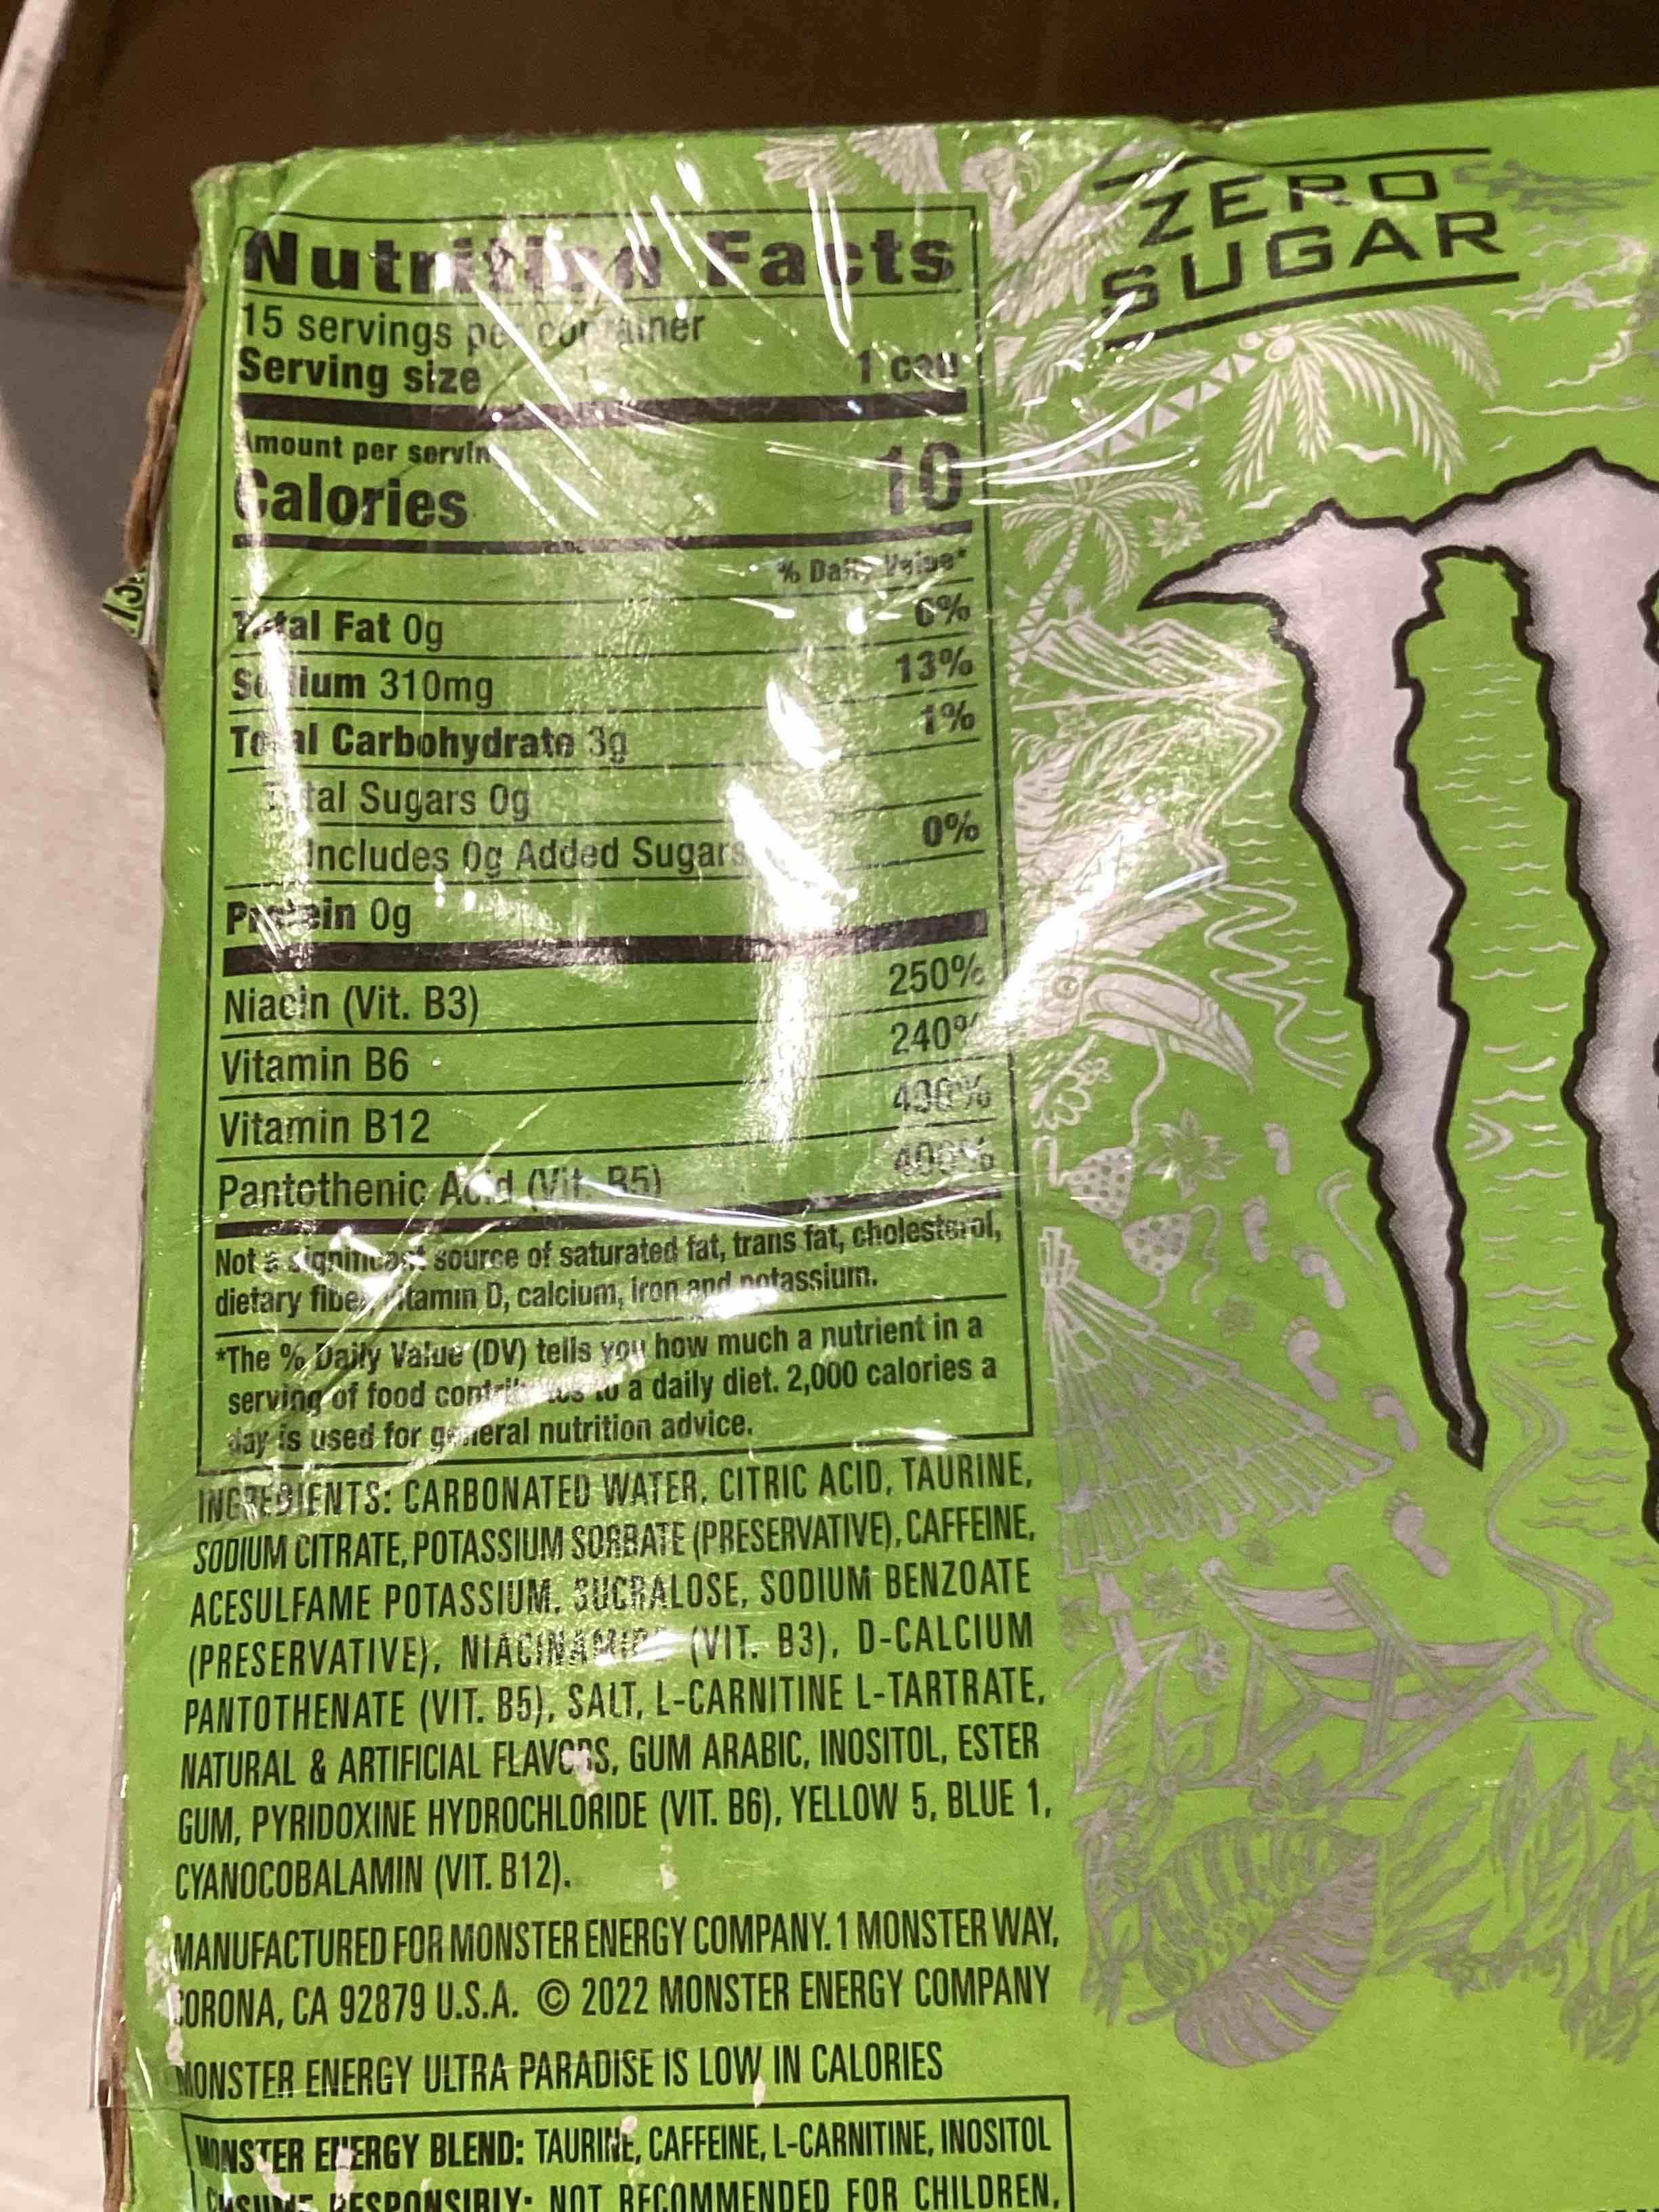 ZERO
SUGAR
Nutrition Facts
15 servings per container
Serving size 1 can
Amount per serving
Calories 10
% Daily Value*
Total Fat 0g 0%
Sodium 310mg 13%
Total Carbohydrate 3g 1%
Total Sugars 0g
Includes 0g Added Sugars 0%
Protein 0g
Niacin (Vit. B3) 250%
Vitamin B6 240%
Vitamin B12
Pantothenic Acid (Vit. B5) 400%
Not a significant source of saturated fat, trans fat, cholesterol,
dietary fiber, vitamin D, calcium, iron and potassium.
*The % Daily Value (DV) tells you how much a nutrient in a
serving of food contributes to a daily diet. 2,000 calories a
day is used for general nutrition advice.
INGREDIENTS: CARBONATED WATER, CITRIC ACID, TAURINE,
SODIUM CITRATE, POTASSIUM SORBATE (PRESERVATIVE), CAFFEINE,
ACESULFAME POTASSIUM, SUCRALOSE, SODIUM BENZOATE
(PRESERVATIVE), NIACINAMIDE (VIT. B3), D-CALCIUM
PANTOTHENATE (VIT. B5), SALT, L-CARNITINE L-TARTRATE,
NATURAL & ARTIFICIAL FLAVORS, GUM ARABIC, INOSITOL, ESTER
GUM, PYRIDOXINE HYDROCHLORIDE (VIT. B6), YELLOW 5, BLUE 1,
CYANOCOBALAMIN (VIT. B12).
MANUFACTURED FOR MONSTER ENERGY COMPANY. 1 MONSTER WAY,
CORONA, CA 92879 U.S.A. © 2022 MONSTER ENERGY COMPANY
MONSTER ENERGY ULTRA PARADISE IS LOW IN CALORIES
MONSTER ENERGY BLEND: TAURINE, CAFFEINE, L-CARNITINE, INOSITOL
CONSUME RESPONSIBLY: NOT RECOMMENDED FOR CHILDREN,